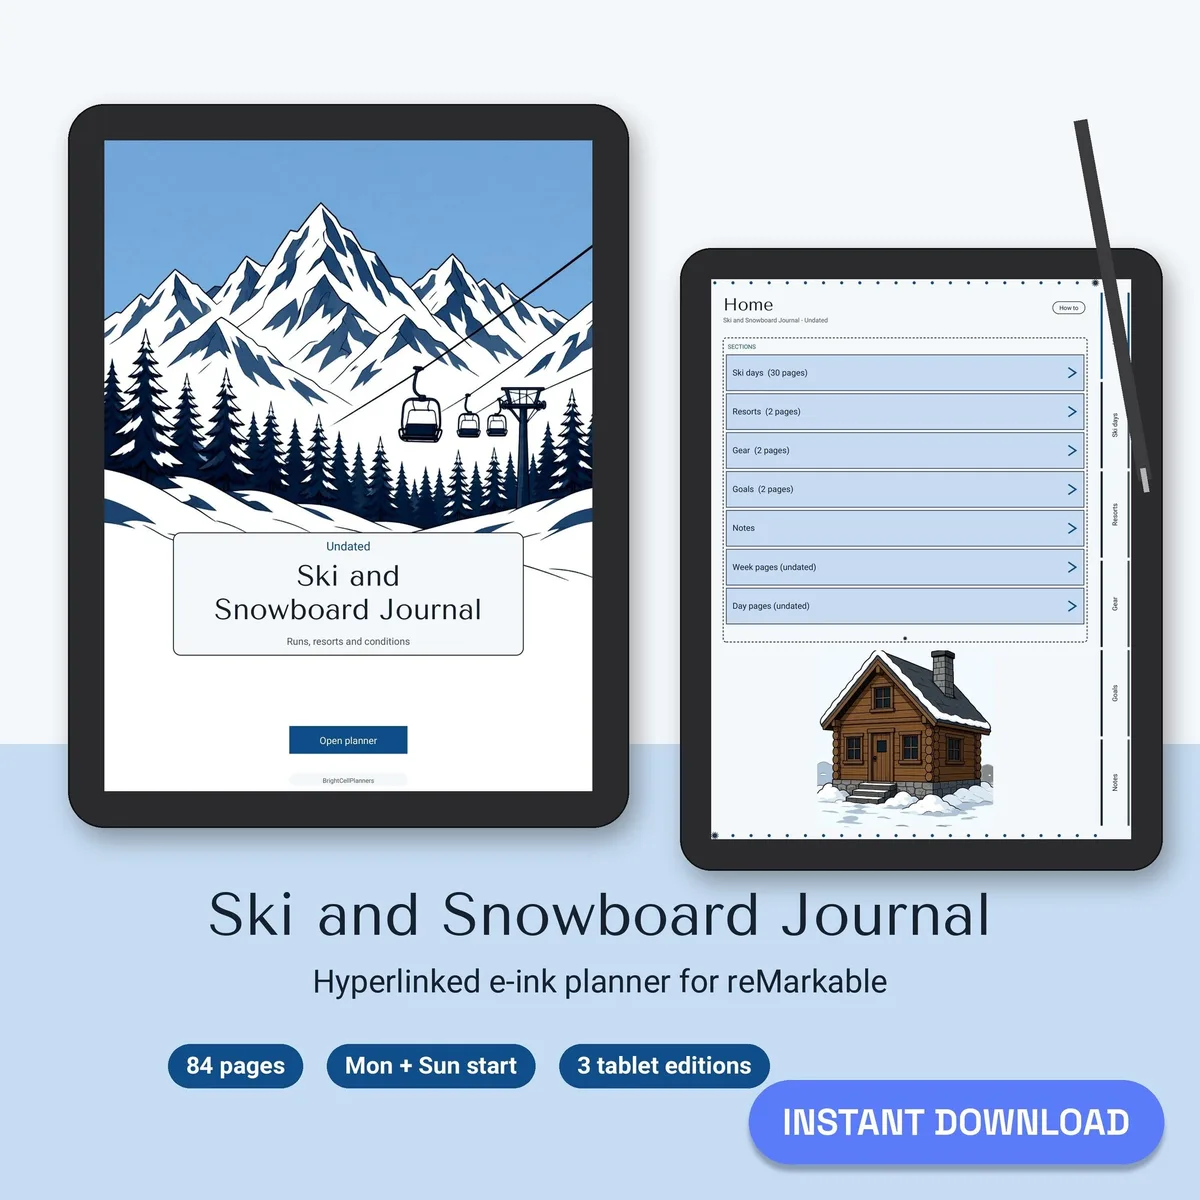 Undated
Ski and
Snowboard Journal
Runs, resorts and conditions
Open planner
BrightCellPlanners
Home
How to
Ski and Snowboard Journal - Undated
SECTIONS
Ski days (30 pages)
Resorts (2 pages)
Gear (2 pages)
Goals (2 pages)
Notes
Week pages (undated)
Day pages (undated)
Ski days
Resorts
Gear
Goals
Notes
Ski and Snowboard Journal
Hyperlinked e-ink planner for reMarkable
84 pages
Mon + Sun start
3 tablet editions
INSTANT DOWNLOAD